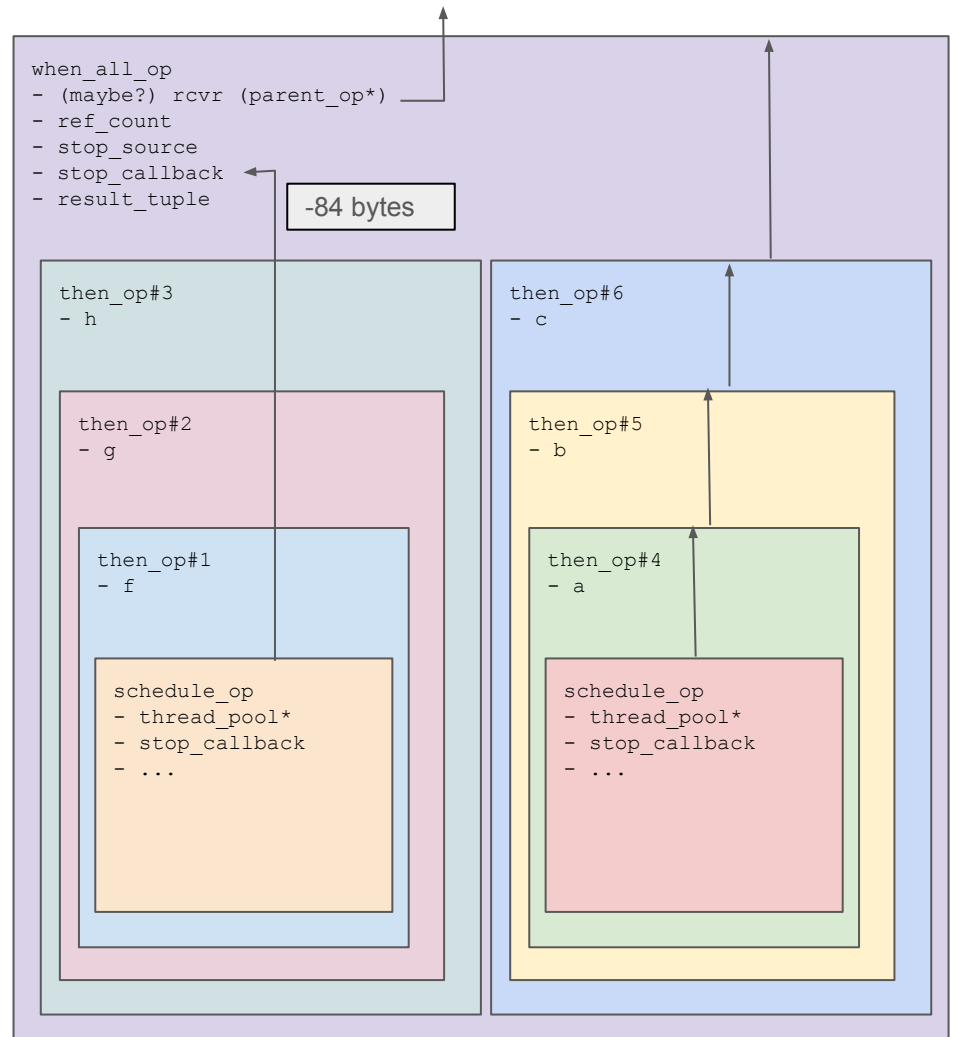 when_all_op
- (maybe?) rcvr (parent_op*)
- ref_count
- stop_source
- stop_callback
- result_tuple
-84 bytes
then_op#3
- h
then_op#2
- g
then_op#1
- f
schedule_op
- thread_pool*
- stop_callback
- ...
then_op#6
- c
then_op#5
- b
then_op#4
- a
schedule_op
- thread_pool*
- stop_callback
- ...